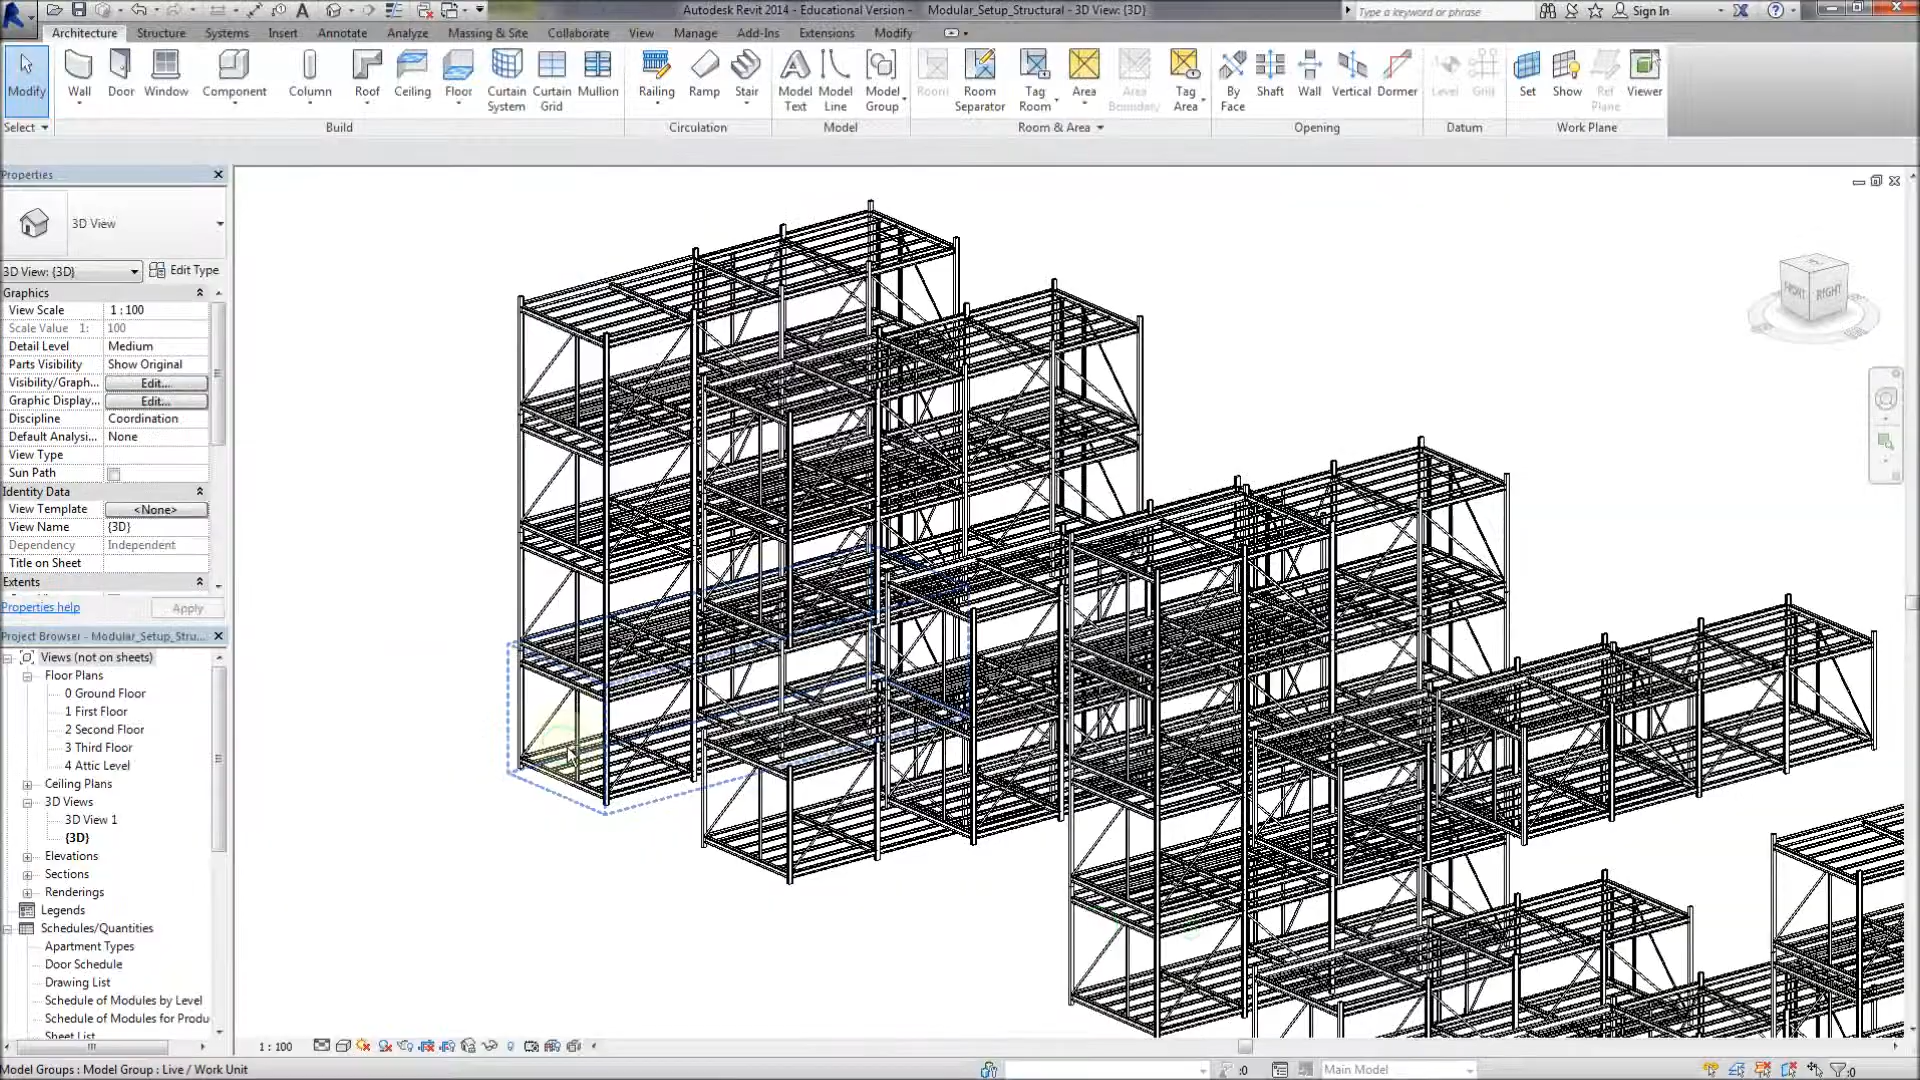 Autodesk Revit 2014 - Educational Version -    Modular_Setup_Structural - 3D View: {3D}
Type a keyword or phrase
Sign In
Architecture Structure Systems Insert Annotate Analyze Massing & Site Collaborate View Manage Add-Ins Extensions Modify
Modify
Wall
Door
Window
Component
Column
Roof
Ceiling
Floor
Curtain System
Curtain Grid
Mullion
Railing
Ramp
Stair
Model Text
Model Line
Model Group
Room
Room Separator
Tag Room
Area
Area Boundary
Tag Area
By Face
Shaft
Wall
Vertical
Dormer
Level
Grid
Set
Show
Ref Plane
Viewer
Select
Build
Circulation
Model
Room & Area
Opening
Datum
Work Plane
Properties
3D View
3D View: {3D}
Edit Type
Graphics
View Scale 1 : 100
Scale Value 1: 100
Detail Level Medium
Parts Visibility Show Original
Visibility/Graph... Edit...
Graphic Display... Edit...
Discipline Coordination
Default Analysi... None
View Type
Sun Path
Identity Data
View Template <None>
View Name {3D}
Dependency Independent
Title on Sheet
Extents
Properties help
Apply
Project Browser - Modular_Setup_Stru...
Views (not on sheets)
Floor Plans
0 Ground Floor
1 First Floor
2 Second Floor
3 Third Floor
4 Attic Level
Ceiling Plans
3D Views
3D View 1
{3D}
Elevations
Sections
Renderings
Legends
Schedules/Quantities
Apartment Types
Door Schedule
Drawing List
Schedule of Modules by Level
Schedule of Modules for Produ
Sheet List
RIGHT
1 : 100
Model Groups : Model Group : Live / Work Unit
:0
Main Model
:0